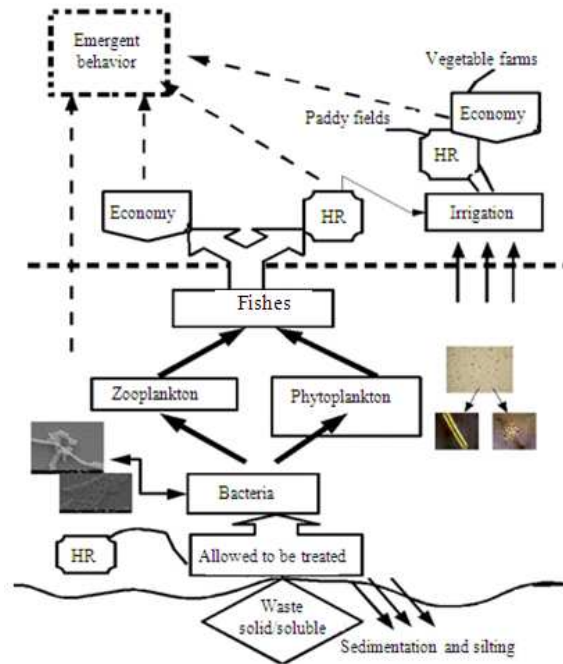 Emergent
behavior
Vegetable farms
Economy
Paddy fields
HR
Economy
HR
Irrigation
Fishes
Zooplankton
Phytoplankton
Bacteria
HR
Allowed to be treated
Waste
solid/soluble
Sedimentation and silting